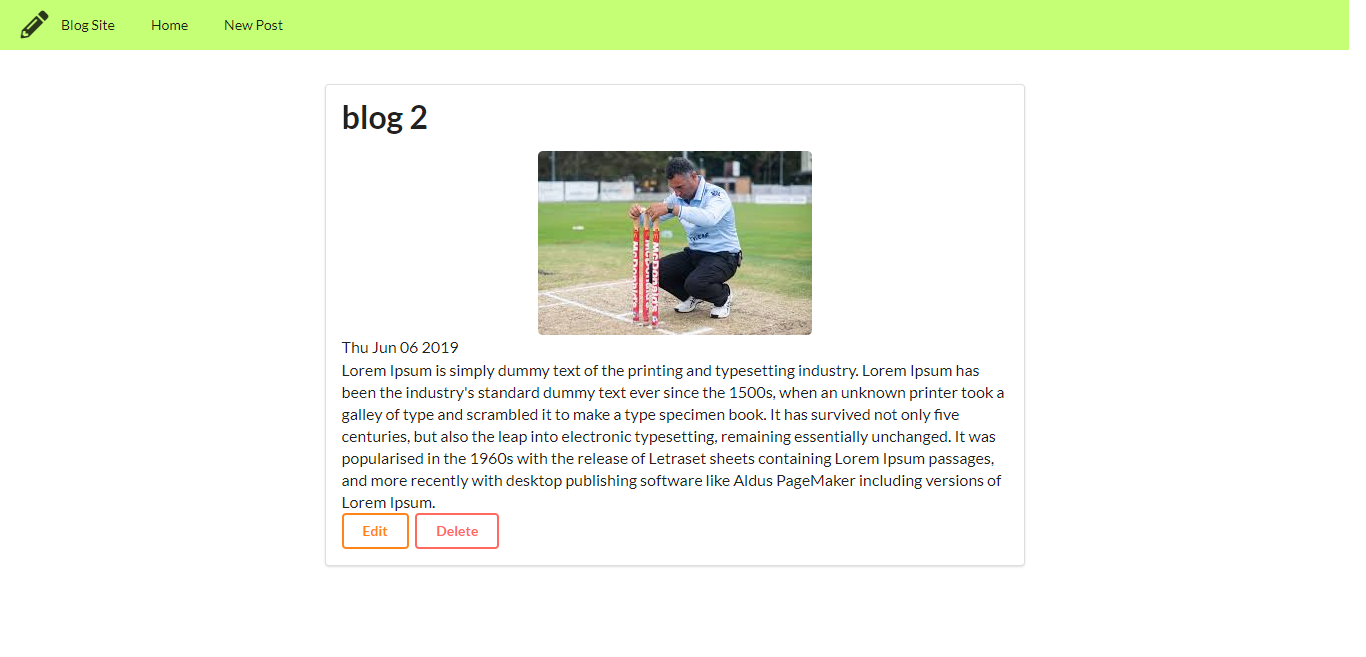 Blog Site Home New Post
blog 2
McDonald's McDonald's McDonald's
Thu Jun 06 2019
Lorem Ipsum is simply dummy text of the printing and typesetting industry. Lorem Ipsum has
been the industry's standard dummy text ever since the 1500s, when an unknown printer took a
galley of type and scrambled it to make a type specimen book. It has survived not only five
centuries, but also the leap into electronic typesetting, remaining essentially unchanged. It was
popularised in the 1960s with the release of Letraset sheets containing Lorem Ipsum passages,
and more recently with desktop publishing software like Aldus PageMaker including versions of
Lorem Ipsum.
Edit Delete